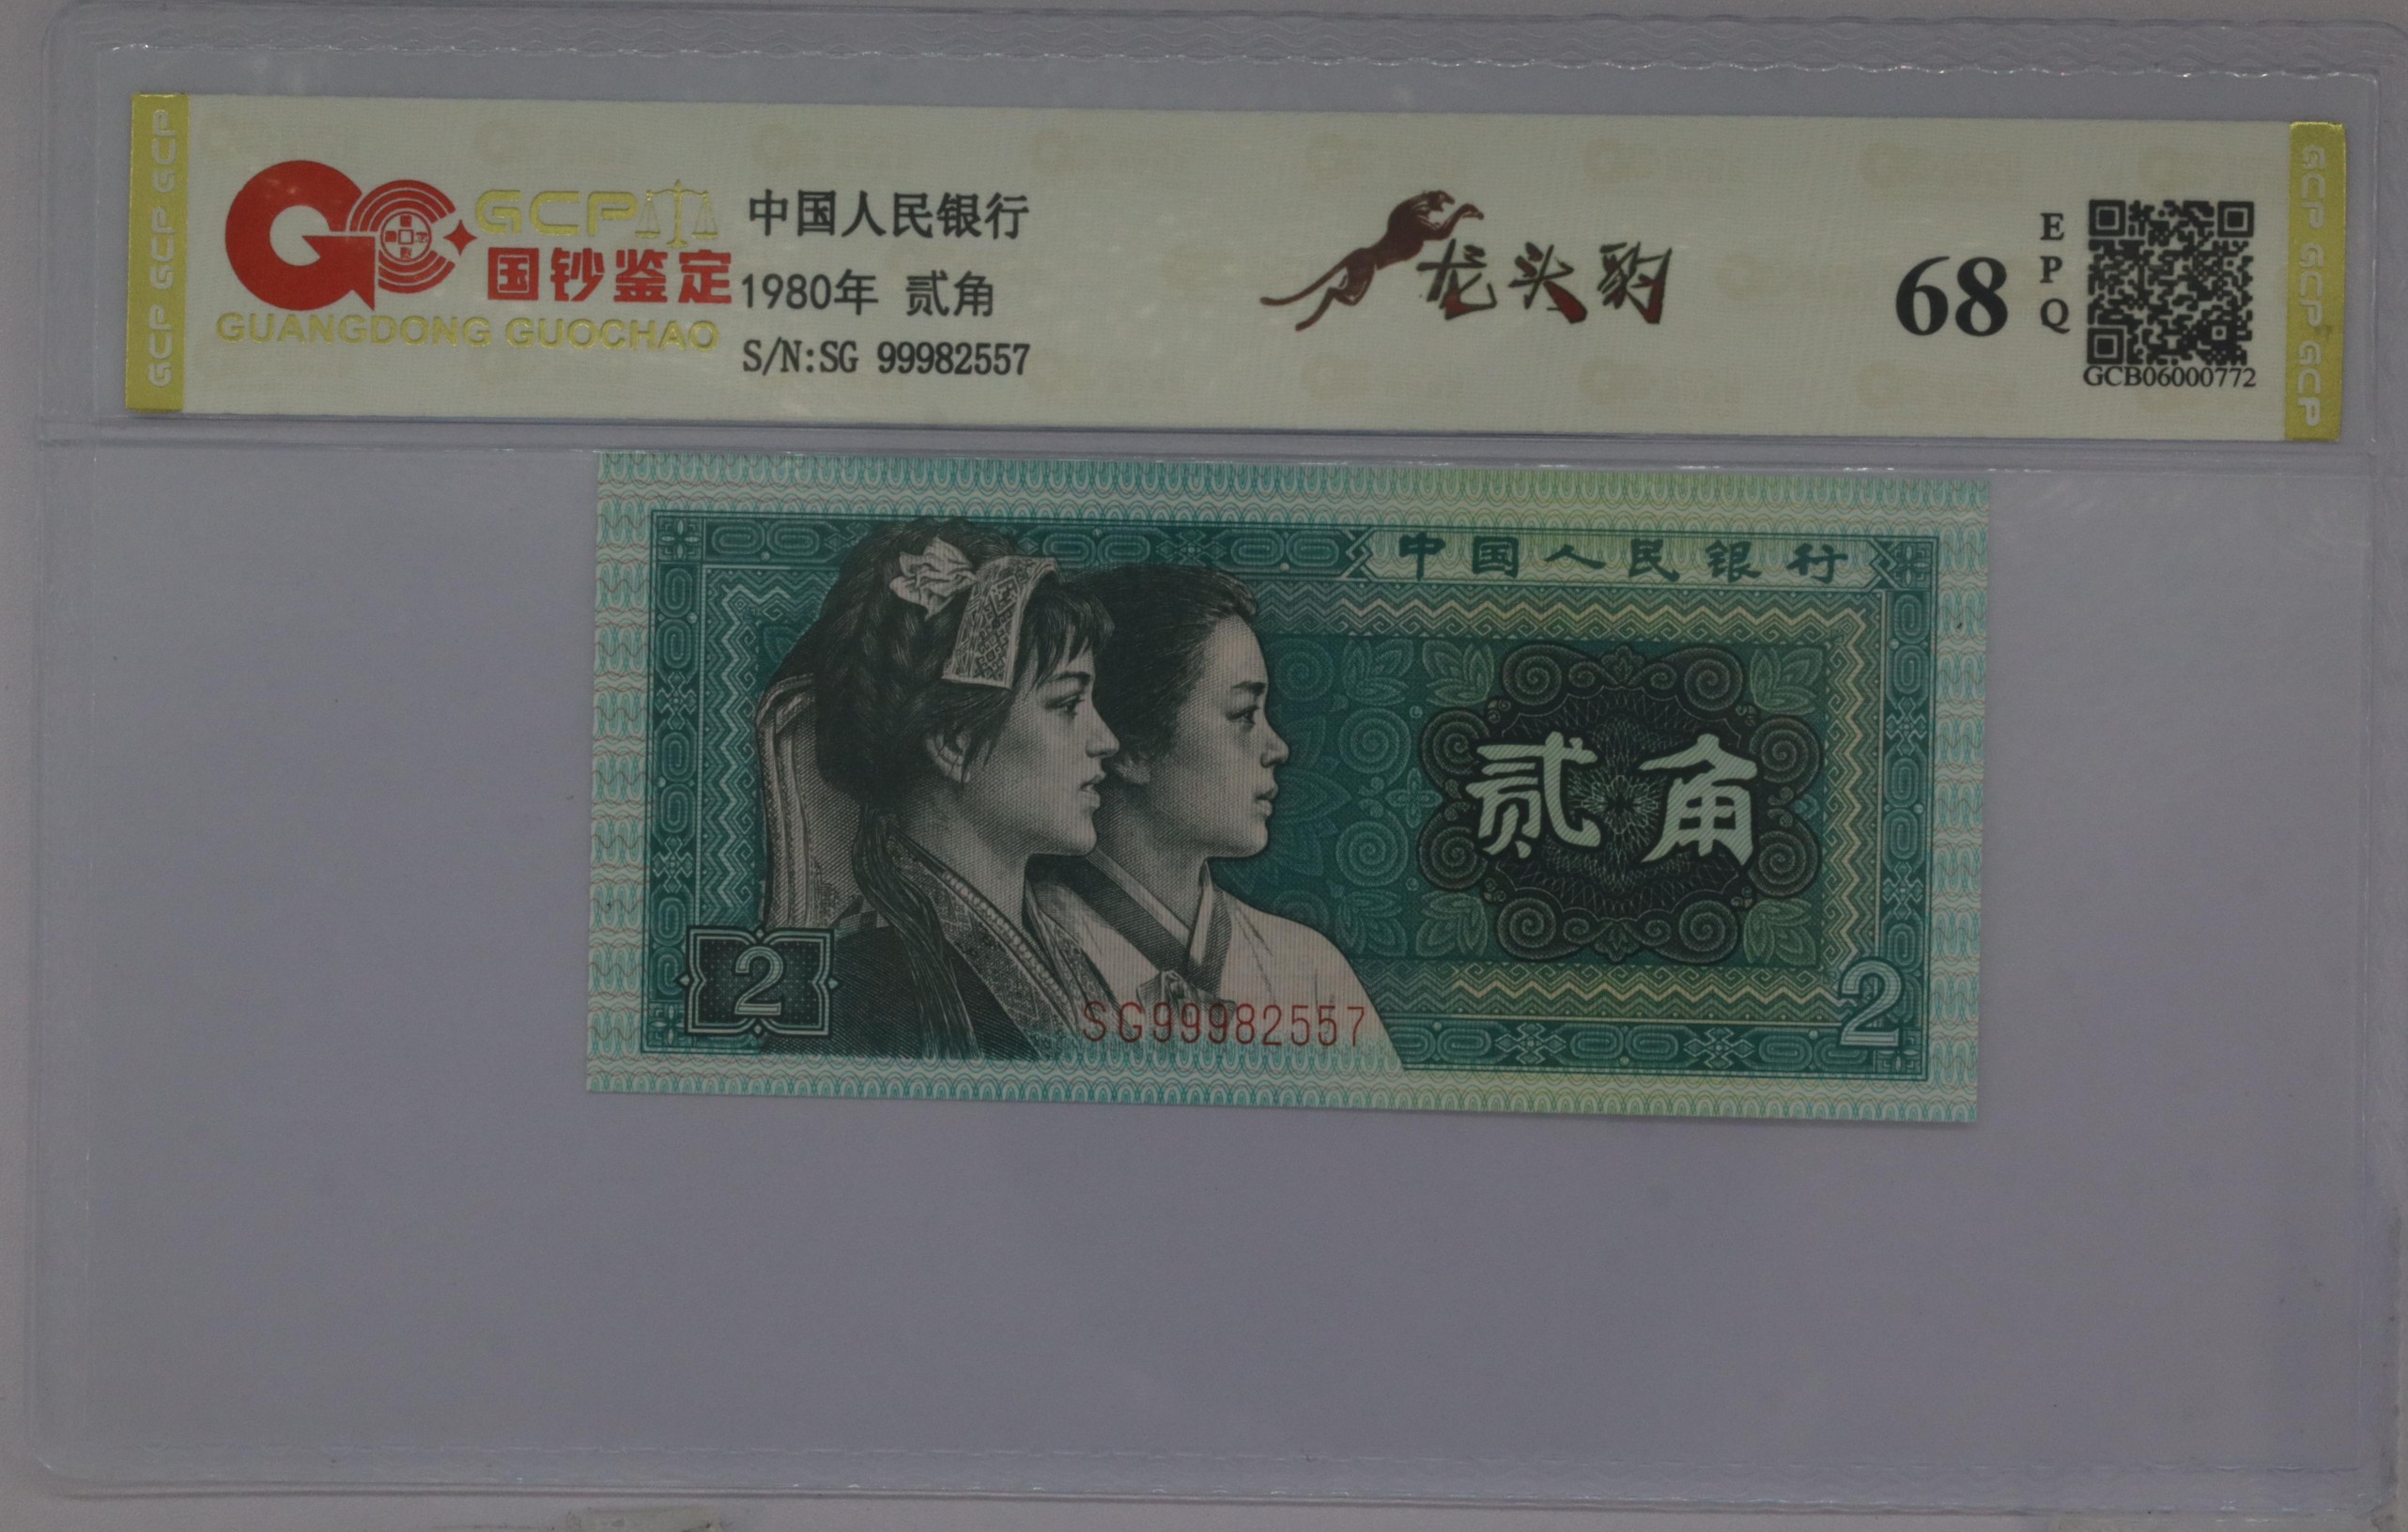 GCP GCP GCP
GCP
国钞鉴定
GUANGDONG GUOCHAO
中国人民银行
1980年 贰角
S/N:SG 99982557
龙头豹
68
EPQ
GCB06000772
GCP GCP GCP
中国人民银行
贰角
2
SG99982557
2